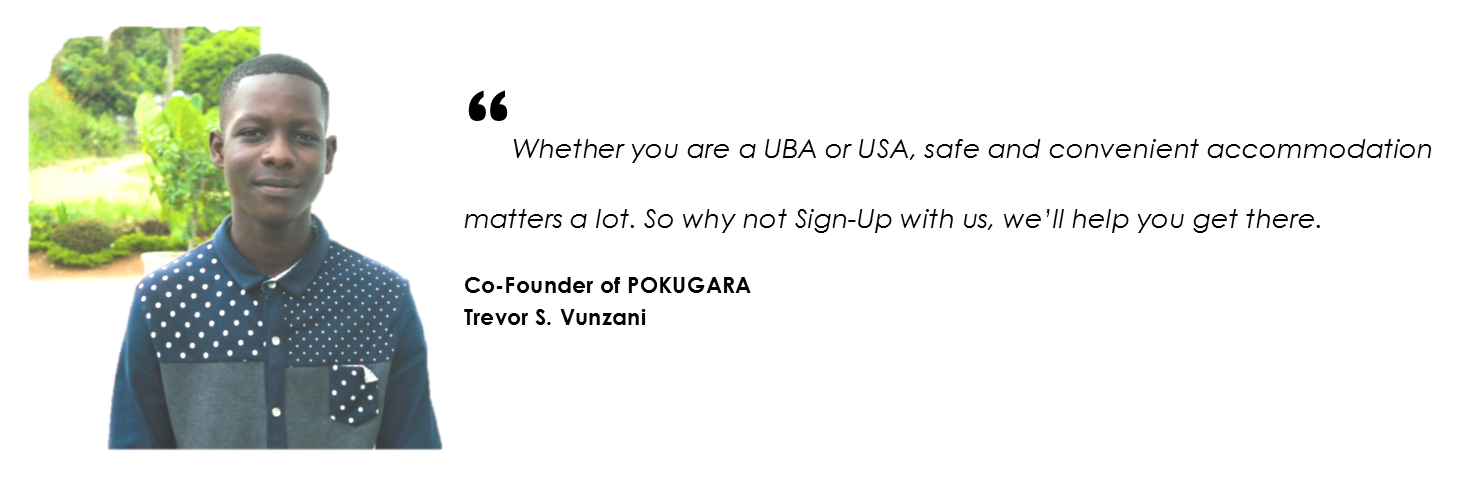 “
Whether you are a UBA or USA, safe and convenient accommodation
matters a lot. So why not Sign-Up with us, we’ll help you get there.
Co-Founder of POKUGARA
Trevor S. Vunzani